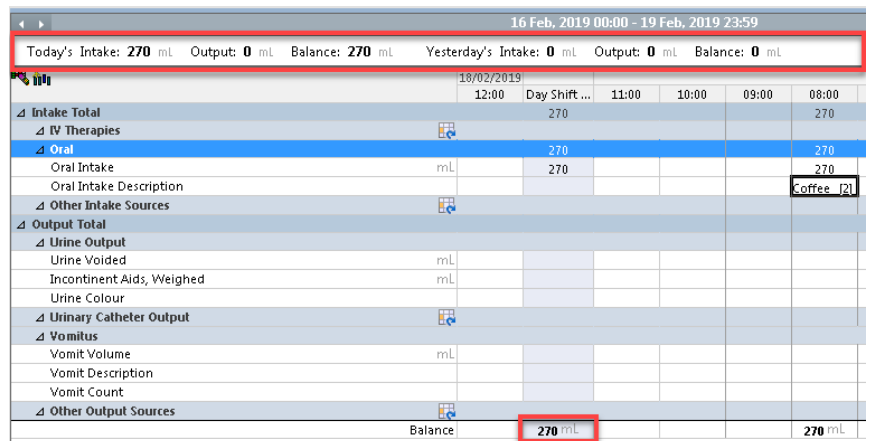 16 Feb, 2019 00:00 - 19 Feb, 2019 23:59
Today's Intake: 270 mL Output: 0 mL Balance: 270 mL Yesterday's Intake: 0 mL Output: 0 mL Balance: 0 mL
18/02/2019
12:00 Day Shift ... 11:00 10:00 09:00 08:00
Intake Total 270 270
IV Therapies
Oral 270 270
Oral Intake mL 270 270
Oral Intake Description Coffee [2]
Other Intake Sources
Output Total
Urine Output
Urine Voided mL
Incontinent Aids, Weighed mL
Urine Colour
Urinary Catheter Output
Vomitus
Vomit Volume mL
Vomit Description
Vomit Count
Other Output Sources
Balance 270 mL 270 mL